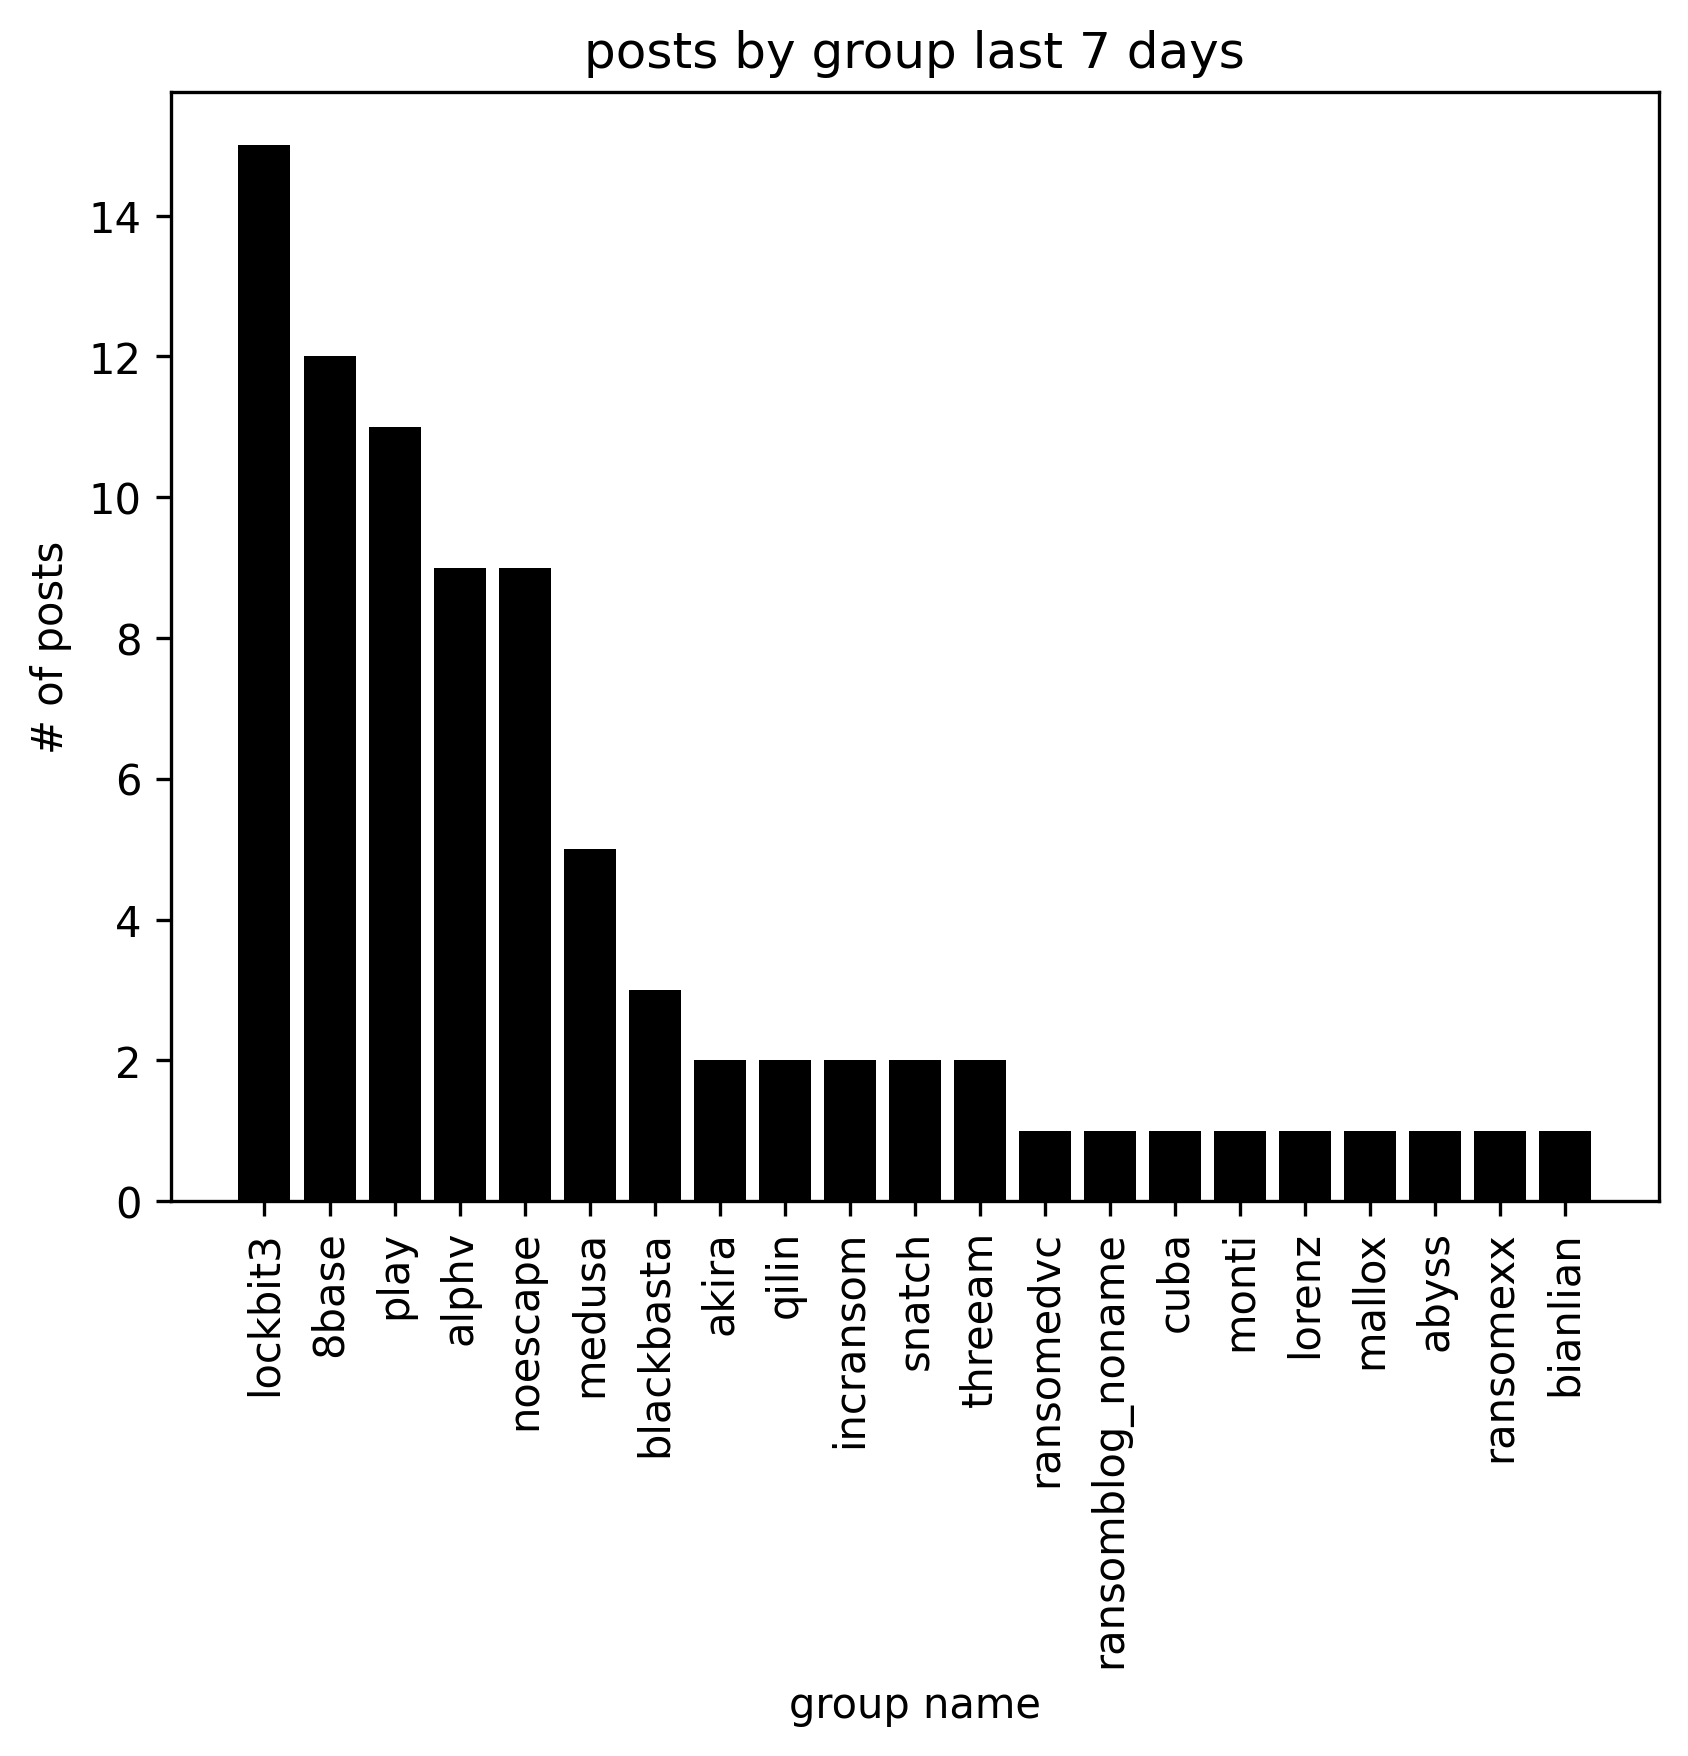 posts by group last 7 days
# of posts
14
12
10
8
6
4
2
0
lockbit3
8base
play
alphv
noescape
medusa
blackbasta
akira
qilin
incransom
snatch
threeam
ransomedvc
ransomblog_noname
cuba
monti
lorenz
mallox
abyss
ransomexx
bianlian
group name